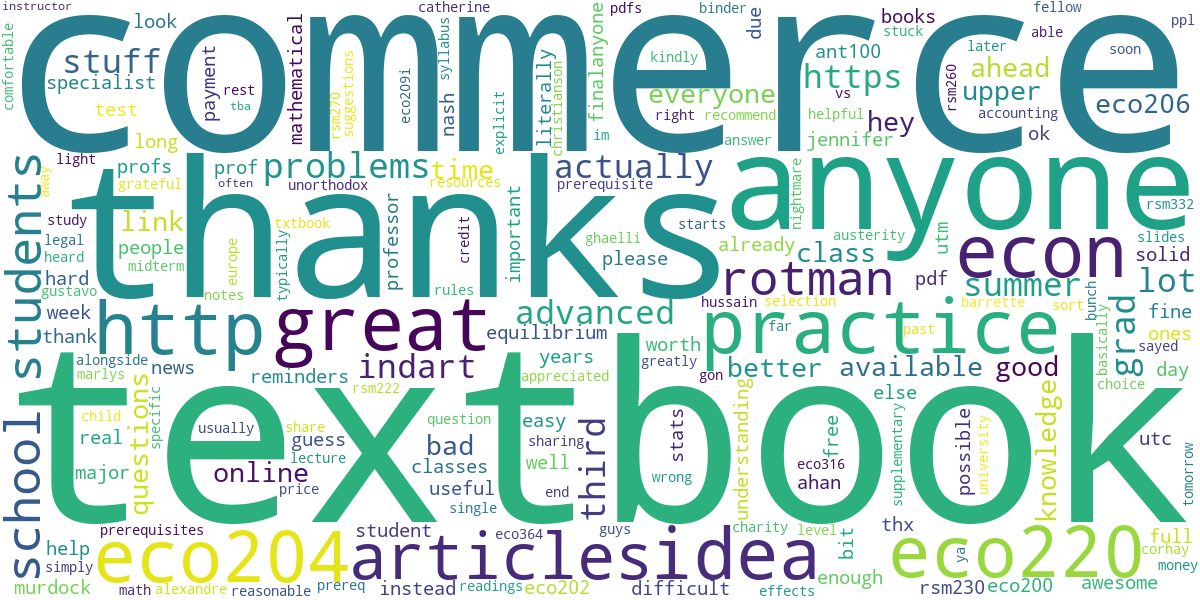 instructor
commerce
look
catherine
pdfs
binder
due
books
fellow
ppl
stuck
later
able
comfortable
stuff
specialist
payment
rest
tba
test
mathematical
rsm270
suggestions
eco209i
syllabus
nash
explicit
literally
christianson
finalanyone
im
kindly
everyone
right
recommend
answer
ant100
https
vs
helpful
hey
jennifer
ahead
upper
rsm260
accounting
ok
soon
eco206
long
light
students
away
thanks
profs
prof
problems
time
actually
anyone
grateful
often
unorthodox
resources
prerequisite
nightmare
rsm332
study
link
txtbook
professor
credit
important
starts
ghaelli
already
austerity
utm
slides
legal
heard
people
europe
typically
please
class
econ
solid
hard
midterm
rotman
pdf
summer
lot
gustavo
notes
rules
bunch
week
http
great
advanced
hussain
selection
barrette
sort
grad
fine
thank
equilibrium
practice
far
past
basically
ones
news
indart
years
worth
greatly
better
available
good
sayed
day
alongside
marlys
reminders
rsm222
appreciated
gon
choice
textbook
school
child
questions
specific
real
usually
share
guess
lecture
question
bad
classes
easy
sharing
well
third
stats
understanding
free
else
supplementary
possible
university
knowledge
utc
tomorrow
major
online
price
useful
single
end
wrong
eco316
ahan
prerequisites
student
eco364
guys
charity
level
bit
thx
ya
full
corhay
help
simply
eco204
articles
idea
eco220
money
murdock
math
alexandre
reasonable
prereq
instead
readings
eco202
difficult
effects
enough
rsm230
eco200
awesome